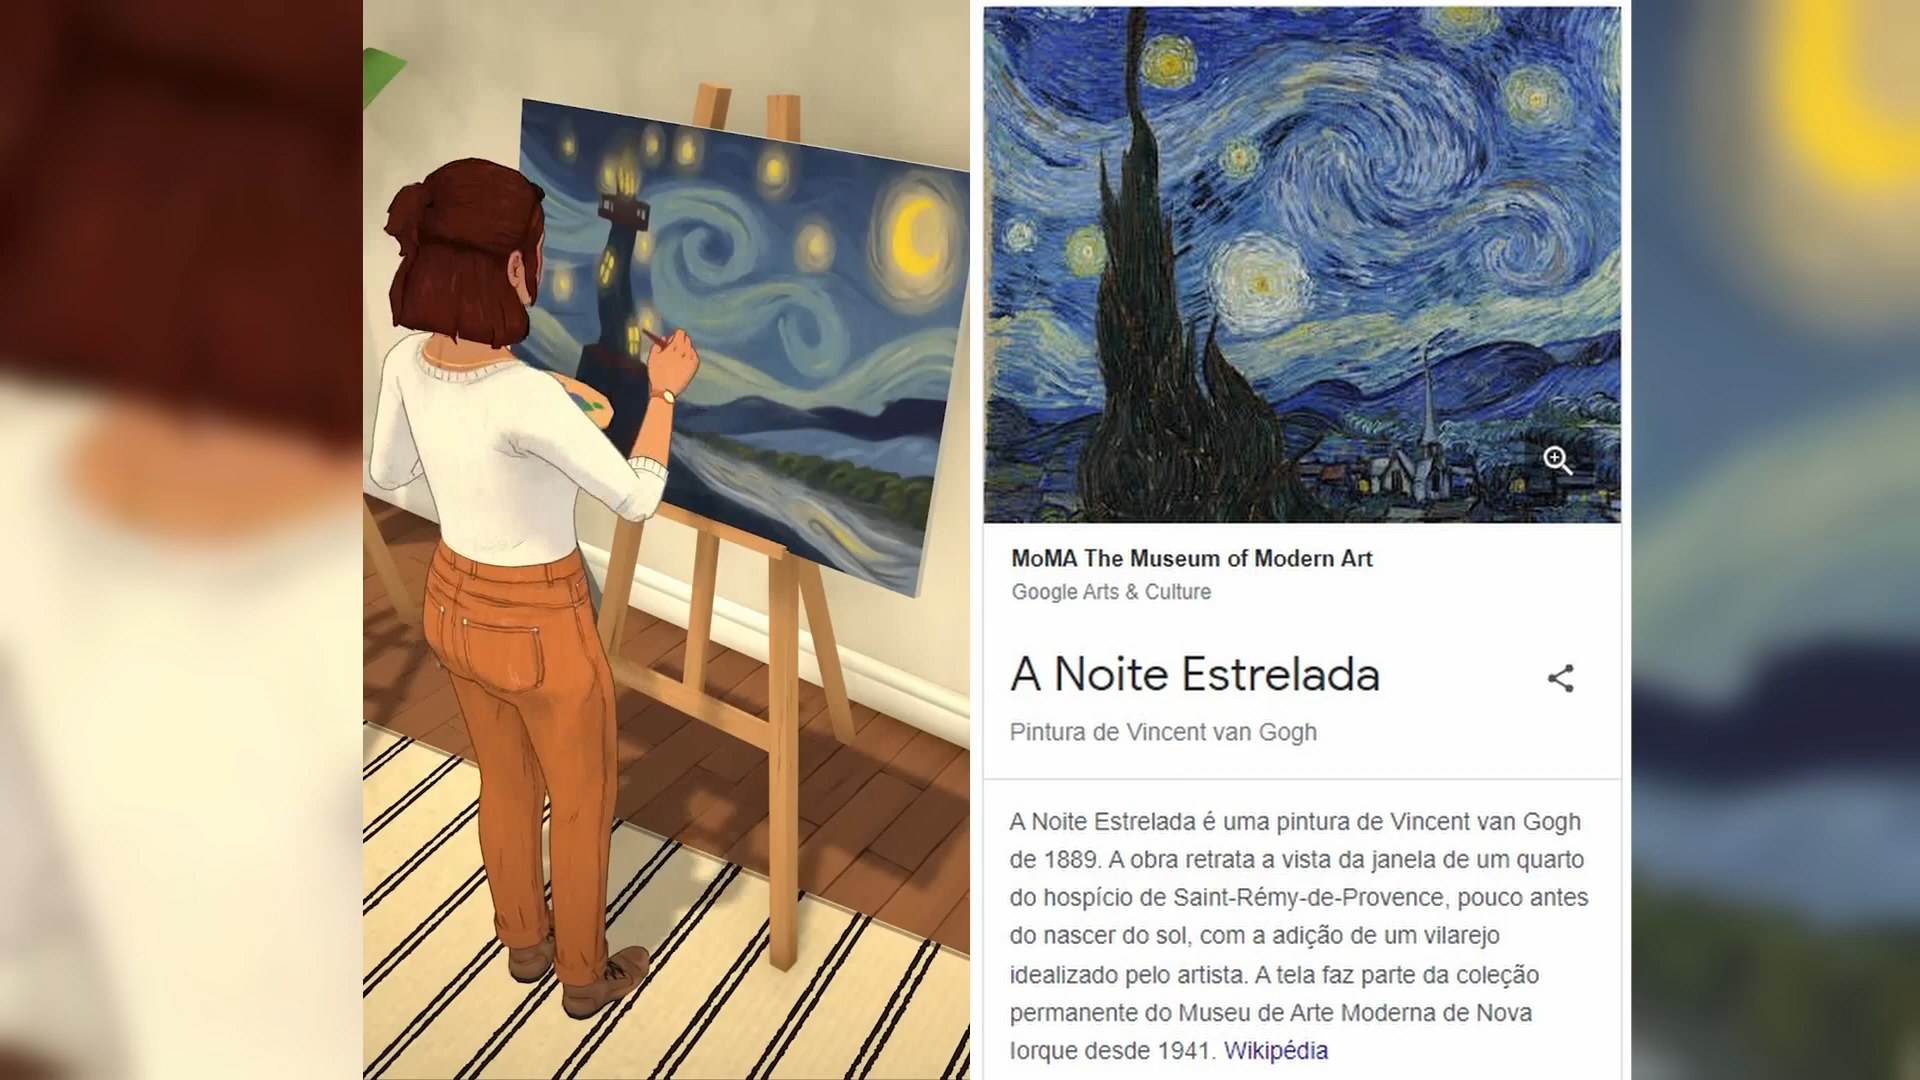 MoMA The Museum of Modern Art
Google Arts & Culture
A Noite Estrelada
Pintura de Vincent van Gogh
A Noite Estrelada é uma pintura de Vincent van Gogh
de 1889. A obra retrata a vista da janela de um quarto
do hospício de Saint-Rémy-de-Provence, pouco antes
do nascer do sol, com a adição de um vilarejo
idealizado pelo artista. A tela faz parte da coleção
permanente do Museu de Arte Moderna de Nova
Iorque desde 1941. Wikipédia